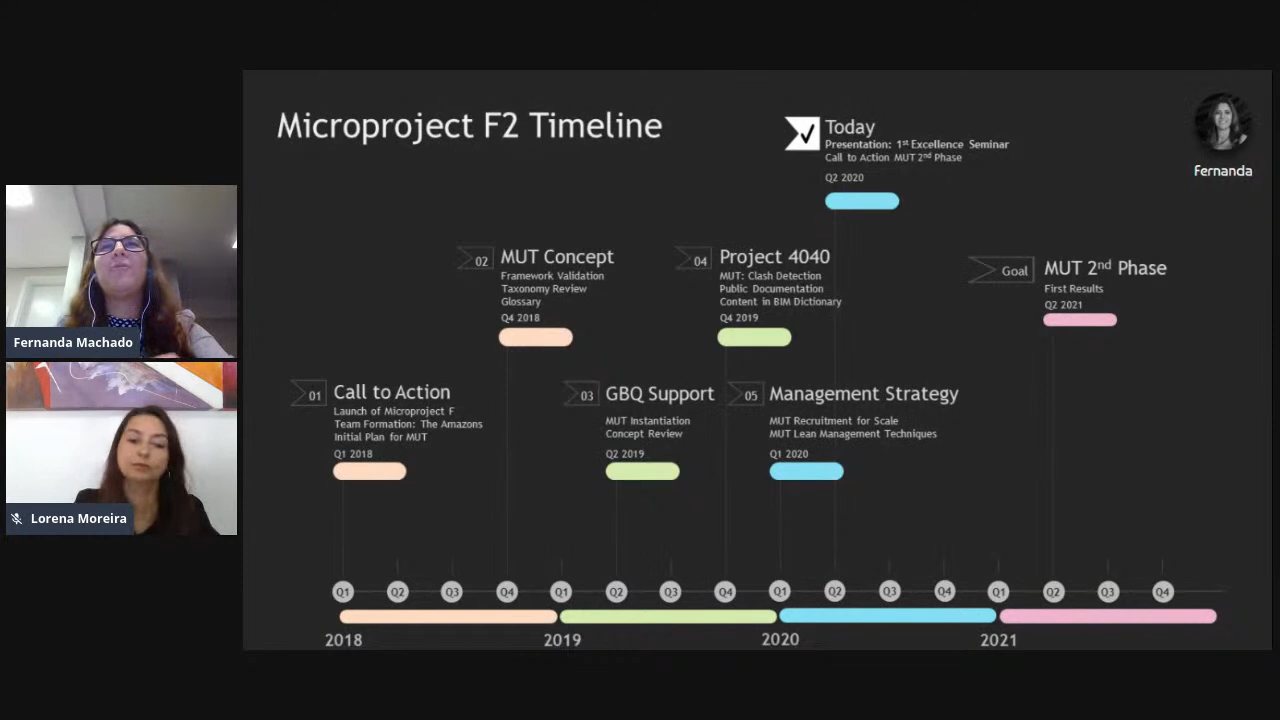 Microproject F2 Timeline
Today
Presentation: 1st Excellence Seminar
Call to Action MUT 2nd Phase
Q2 2020
Fernanda
02
MUT Concept
Framework Validation
Taxonomy Review
Glossary
Q4 2018
04
Project 4040
MUT: Clash Detection
Public Documentation
Content in BIM Dictionary
Q4 2019
Goal
MUT 2nd Phase
First Results
Q2 2021
01
Call to Action
Launch of Microproject F
Team Formation: The Amazons
Initial Plan for MUT
Q1 2018
03
GBQ Support
MUT Instantiation
Concept Review
Q2 2019
05
Management Strategy
MUT Recruitment for Scale
MUT Lean Management Techniques
Q1 2020
Q1 Q2 Q3 Q4 Q1 Q2 Q3 Q4 Q1 Q2 Q3 Q4 Q1 Q2 Q3 Q4
2018 2019 2020 2021
Fernanda Machado
Lorena Moreira